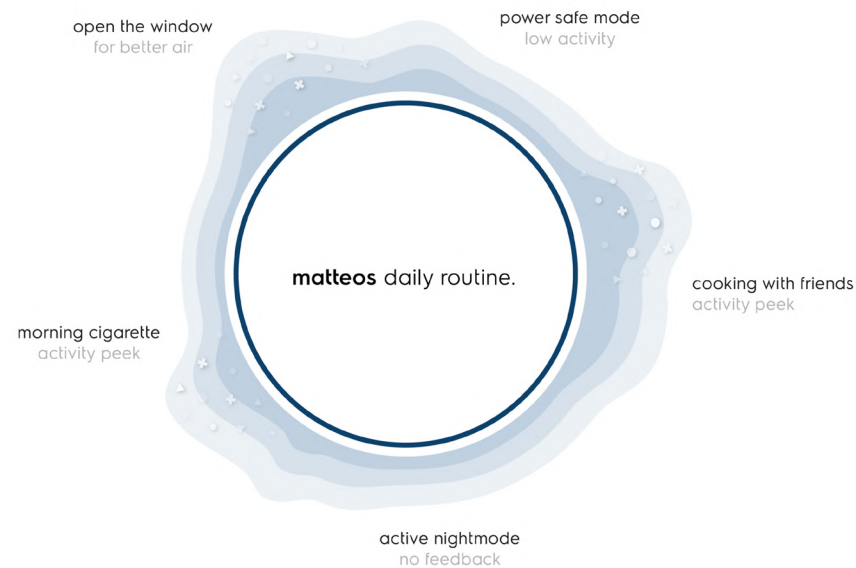 power safe mode
low activity
open the window
for better air
matteos daily routine.
cooking with friends
activity peek
morning cigarette
activity peek
active nightmode
no feedback